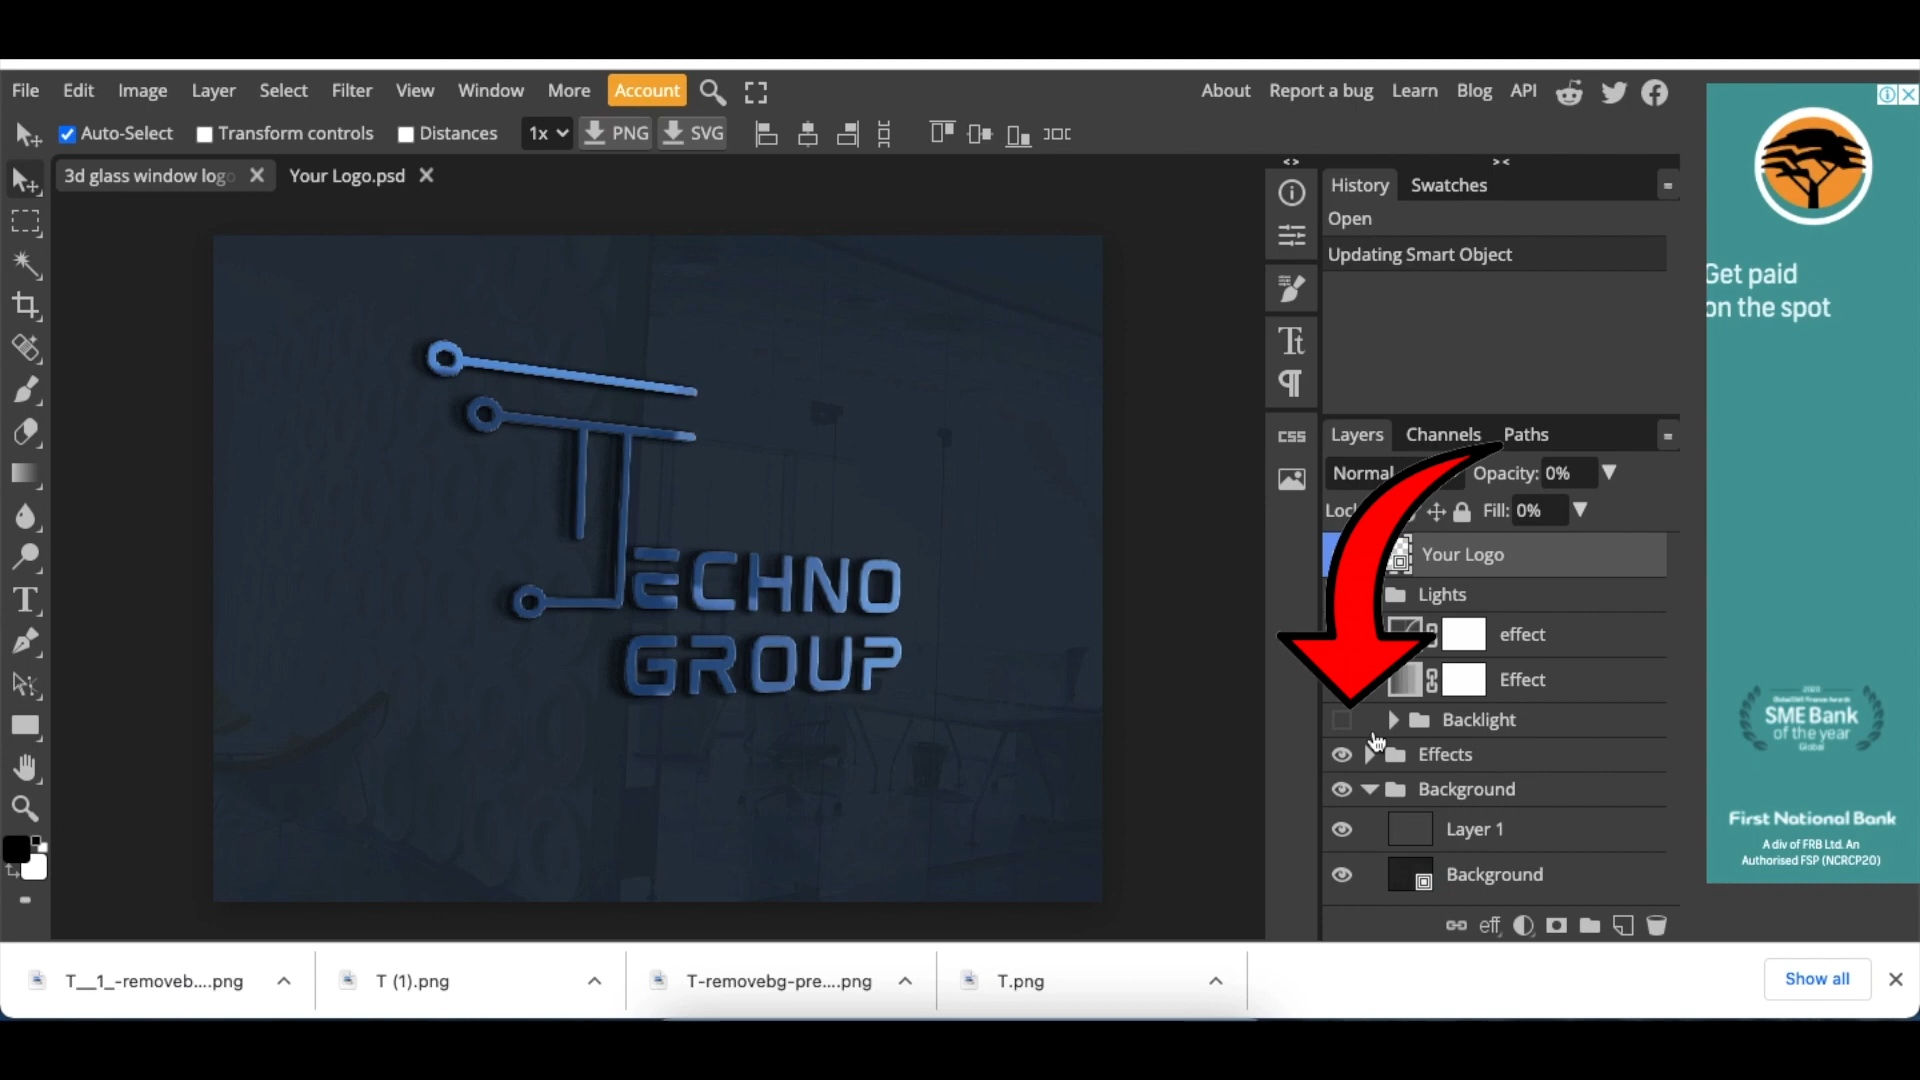 File Edit Image Layer Select Filter View Window More Account About Report a bug Learn Blog API
Auto-Select Transform controls Distances 1x PNG SVG
3d glass window logo Your Logo.psd
History Swatches
Open
Updating Smart Object
CSS
Layers Channels Paths
Normal Opacity: 0%
Fill: 0%
Your Logo
Lights
effect
Effect
Backlight
Effects
Background
Layer 1
Background
eff
ECHNO
GROUP
Get paid
on the spot
SME Bank
of the year
Global
First National Bank
A div of FRB Ltd. An
Authorised FSP (NCRCP20)
T__1_-removeb....png T (1).png T-removebg-pre....png T.png Show all